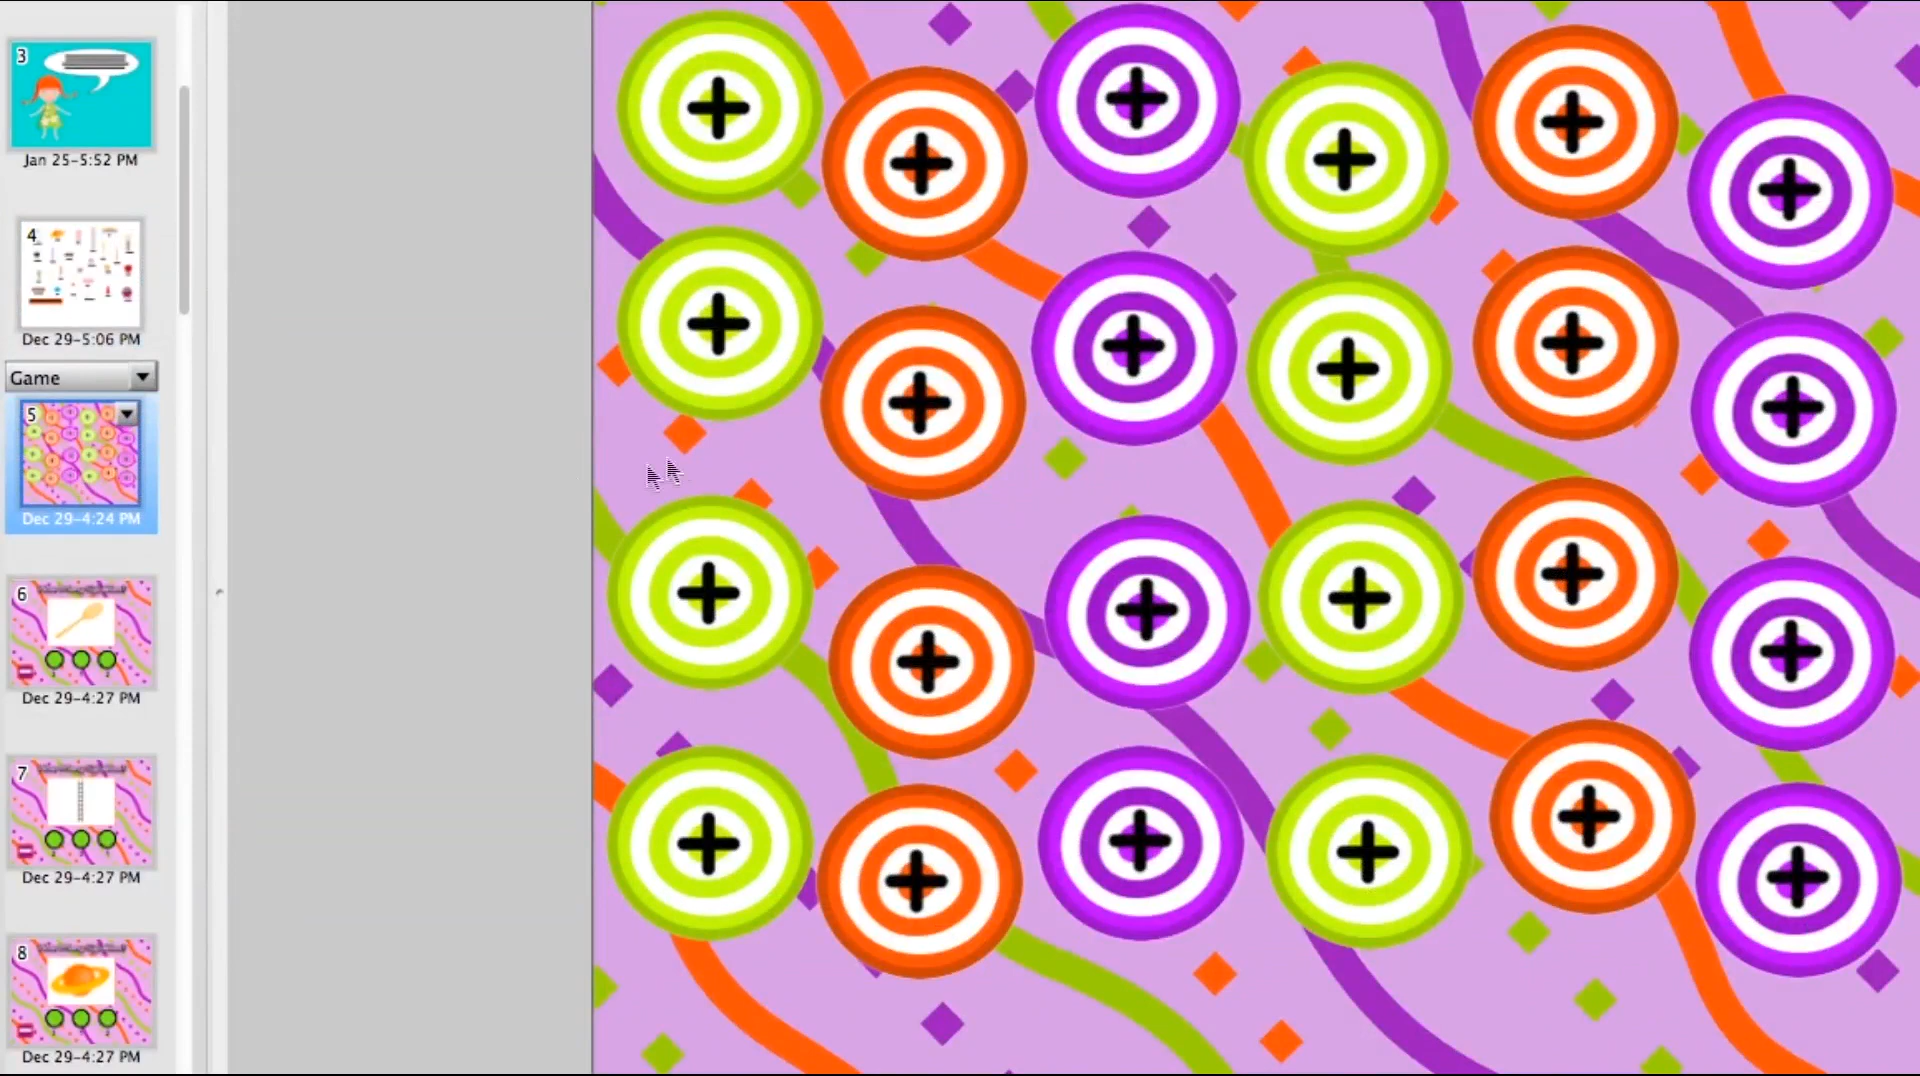 3
Jan 25-5:52 PM
4
Dec 29-5:06 PM
Game
5
Dec 29-4:24 PM
6
Dec 29-4:27 PM
7
Dec 29-4:27 PM
8
Dec 29-4:27 PM